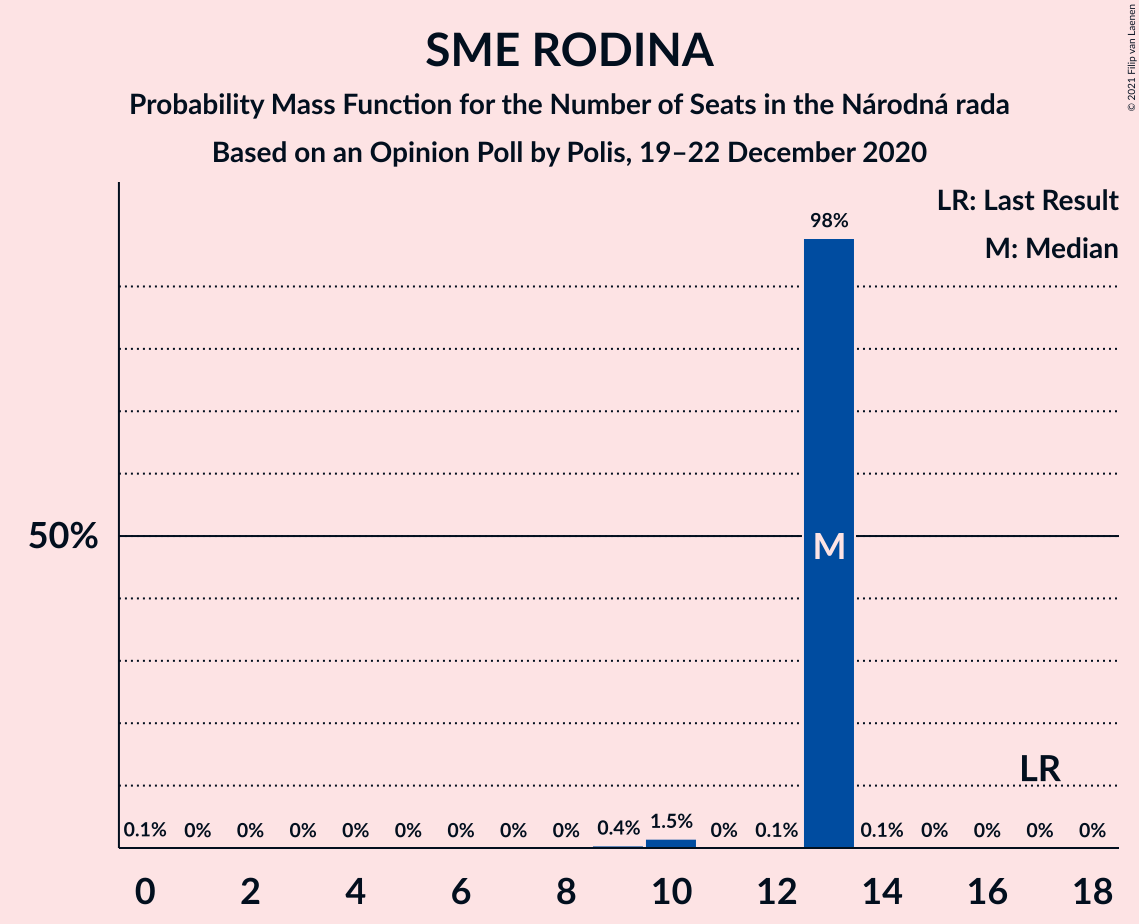 SME RODINA
Probability Mass Function for the Number of Seats in the Národná rada
Based on an Opinion Poll by Polis, 19–22 December 2020
© 2021 Filip van Laenen
LR: Last Result
M: Median
98%
50%
M
LR
0.1% 0% 0% 0% 0% 0% 0% 0% 0% 0.4% 1.5% 0% 0.1% 0.1% 0% 0% 0% 0%
0 2 4 6 8 10 12 14 16 18